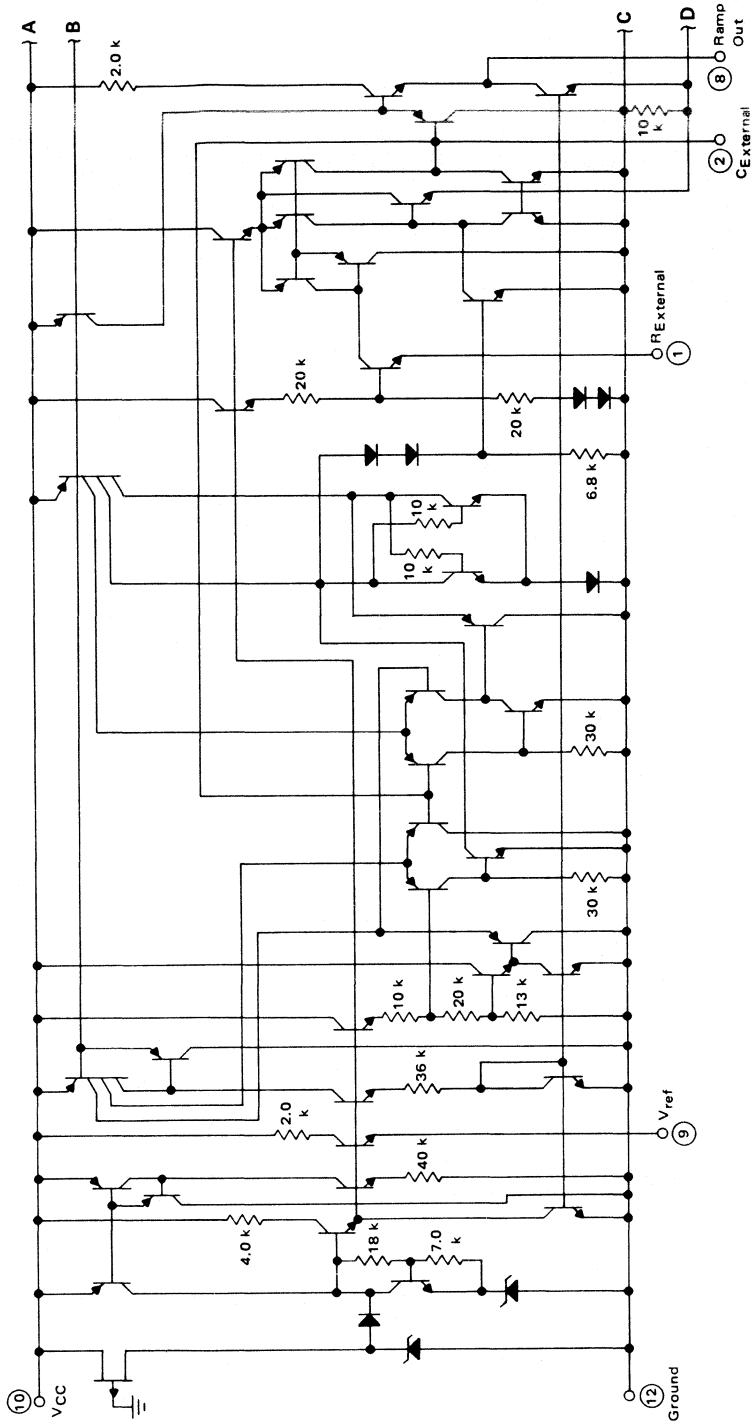 A
B
C
D
2.0 k
10
k
8 Ramp
Out
2
CExternal
RExternal
1
20 k
20 k
6.8 k
10
k
10
k
30 k
30 k
10 k
20 k
13 k
36 k
2.0
k
Vref
9
40 k
4.0 k
18 k
7.0
k
10
VCC
12
Ground